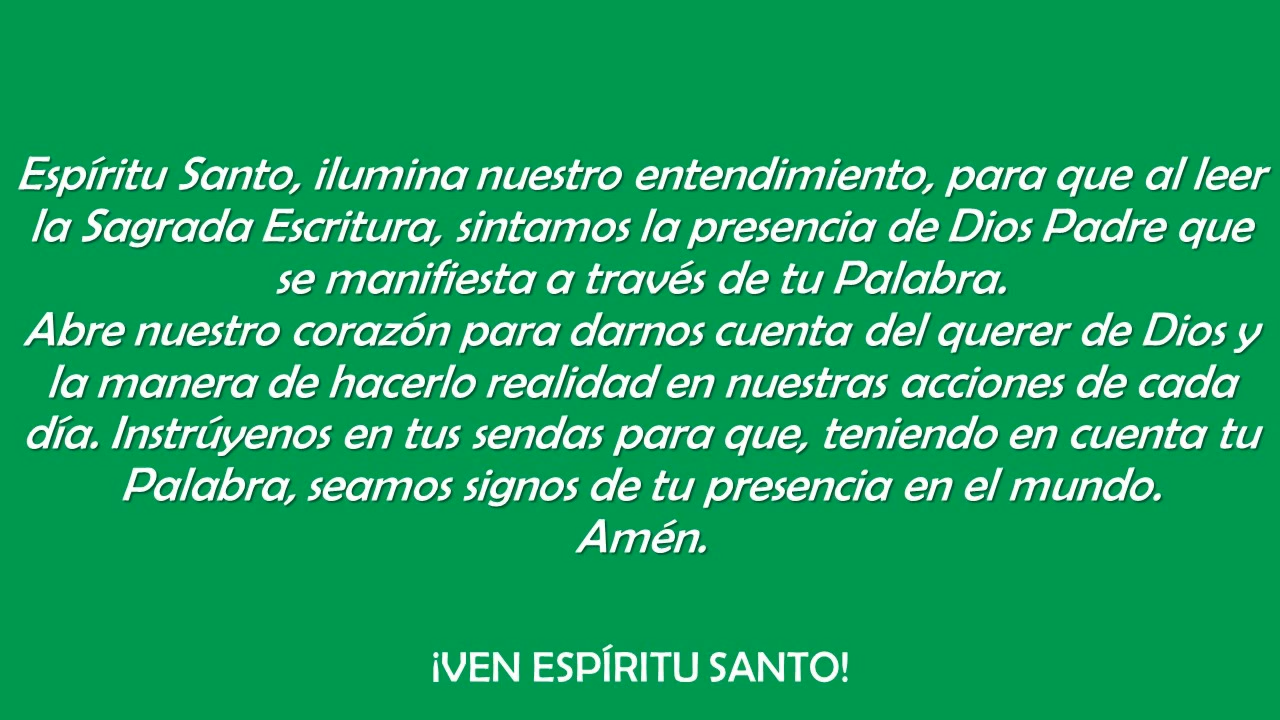 Espíritu Santo, ilumina nuestro entendimiento, para que al leer
la Sagrada Escritura, sintamos la presencia de Dios Padre que
se manifiesta a través de tu Palabra.
Abre nuestro corazón para darnos cuenta del querer de Dios y
la manera de hacerlo realidad en nuestras acciones de cada
día. Instrúyenos en tus sendas para que, teniendo en cuenta tu
Palabra, seamos signos de tu presencia en el mundo.
Amén.
¡VEN ESPÍRITU SANTO!